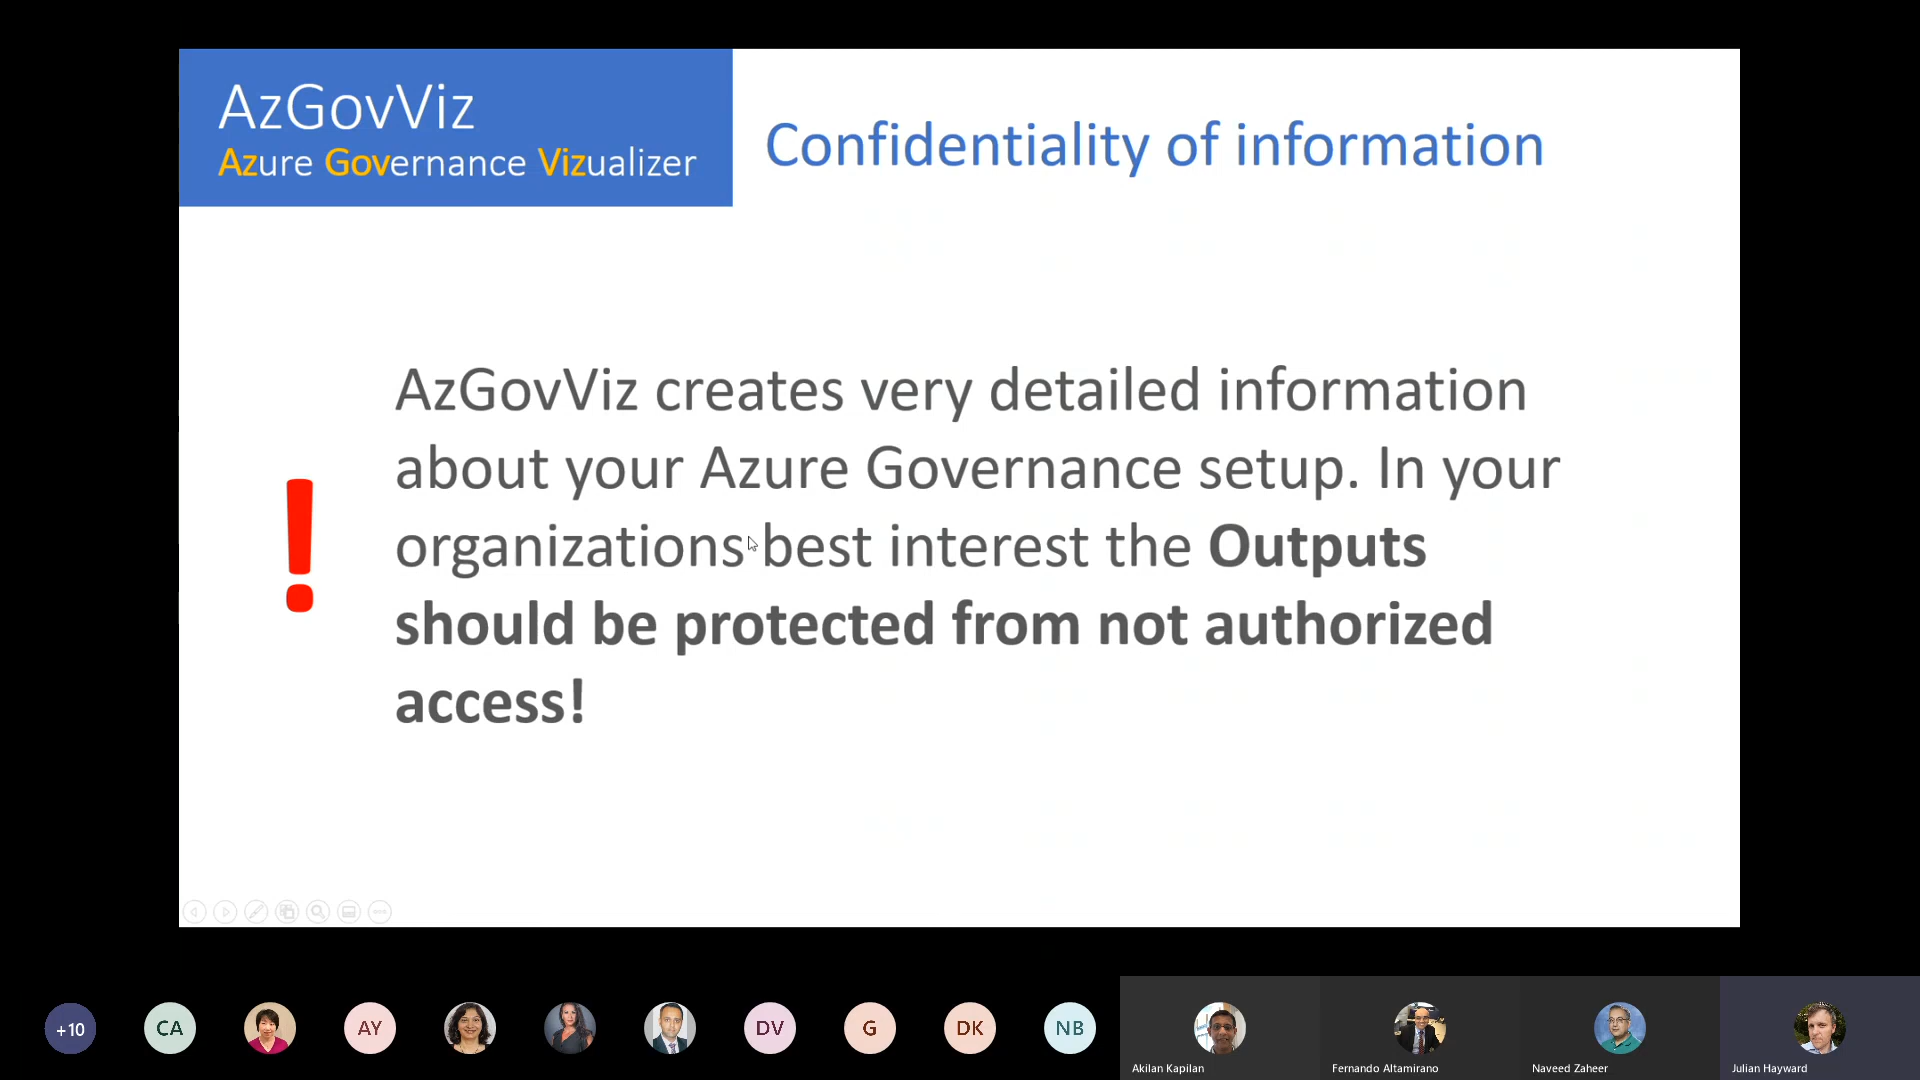 AzGovViz
Azure Governance Vizualizer
Confidentiality of information
!
AzGovViz creates very detailed information
about your Azure Governance setup. In your
organizations best interest the Outputs
should be protected from not authorized
access!
+10
CA
AY
DV
G
DK
NB
Akilan Kapilan
Fernando Altamirano
Naveed Zaheer
Julian Hayward